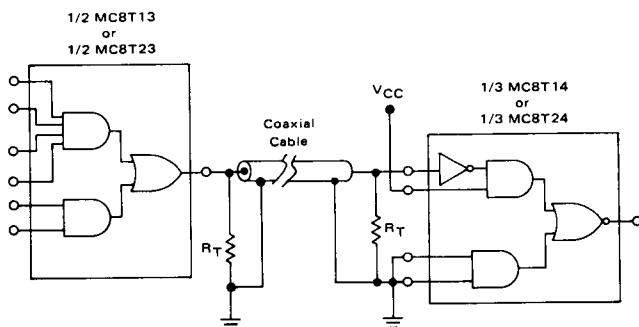 1/2 MC8T13
or
1/2 MC8T23
Coaxial
Cable
VCC
1/3 MC8T14
or
1/3 MC8T24
RT
RT